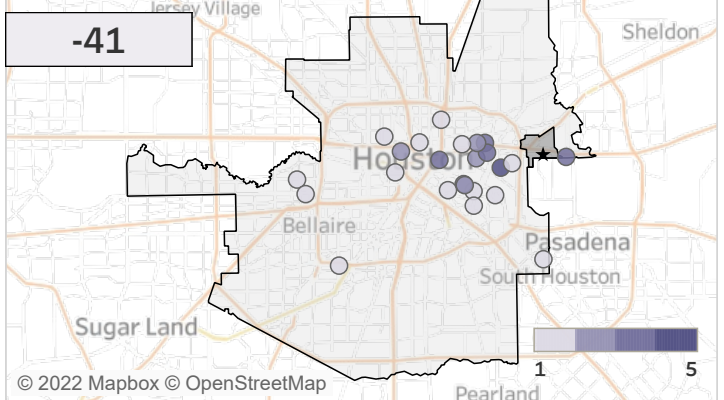 Jersey Village
-41
Sheldon
Houston
Bellaire
Pasadena
South Houston
Sugar Land
1
5
© 2022 Mapbox © OpenStreetMap
Pearland